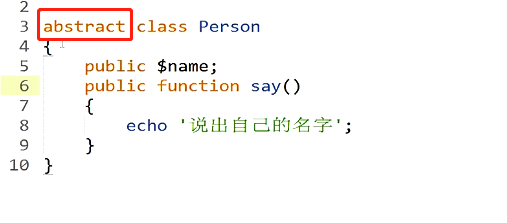 2
3 abstract class Person
4 {
5     public $name;
6     public function say()
7     {
8         echo '说出自己的名字';
9     }
10 }